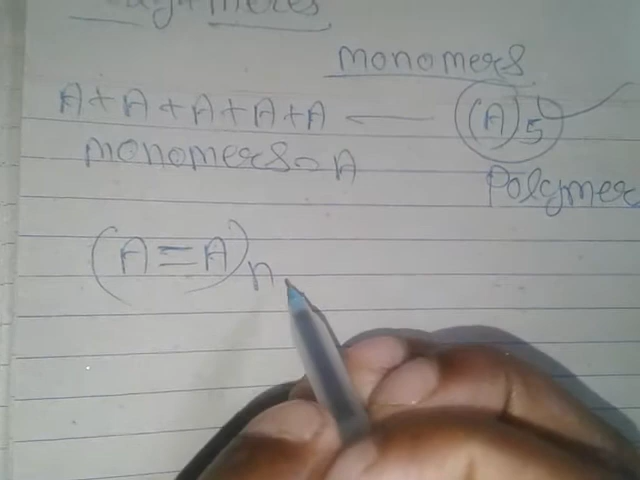 monomers
A + A + A + A + A — (A)5
monomers - A
Polymer
(A = A)n